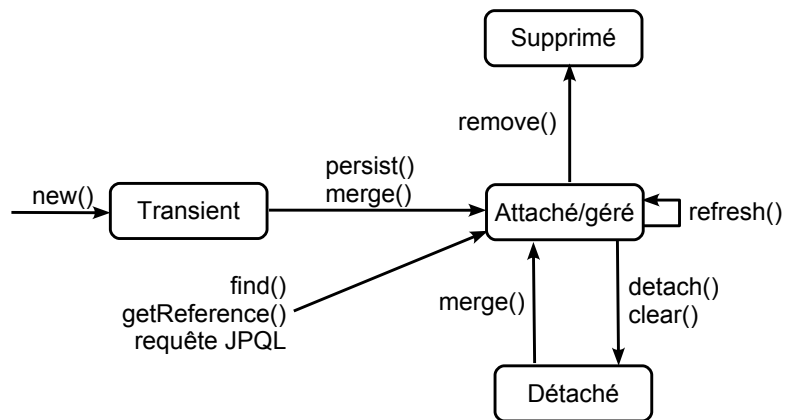 Supprimé
remove()
persist()
merge()
new()
Transient
Attaché/géré
refresh()
find()
getReference()
requête JPQL
merge()
detach()
clear()
Détaché